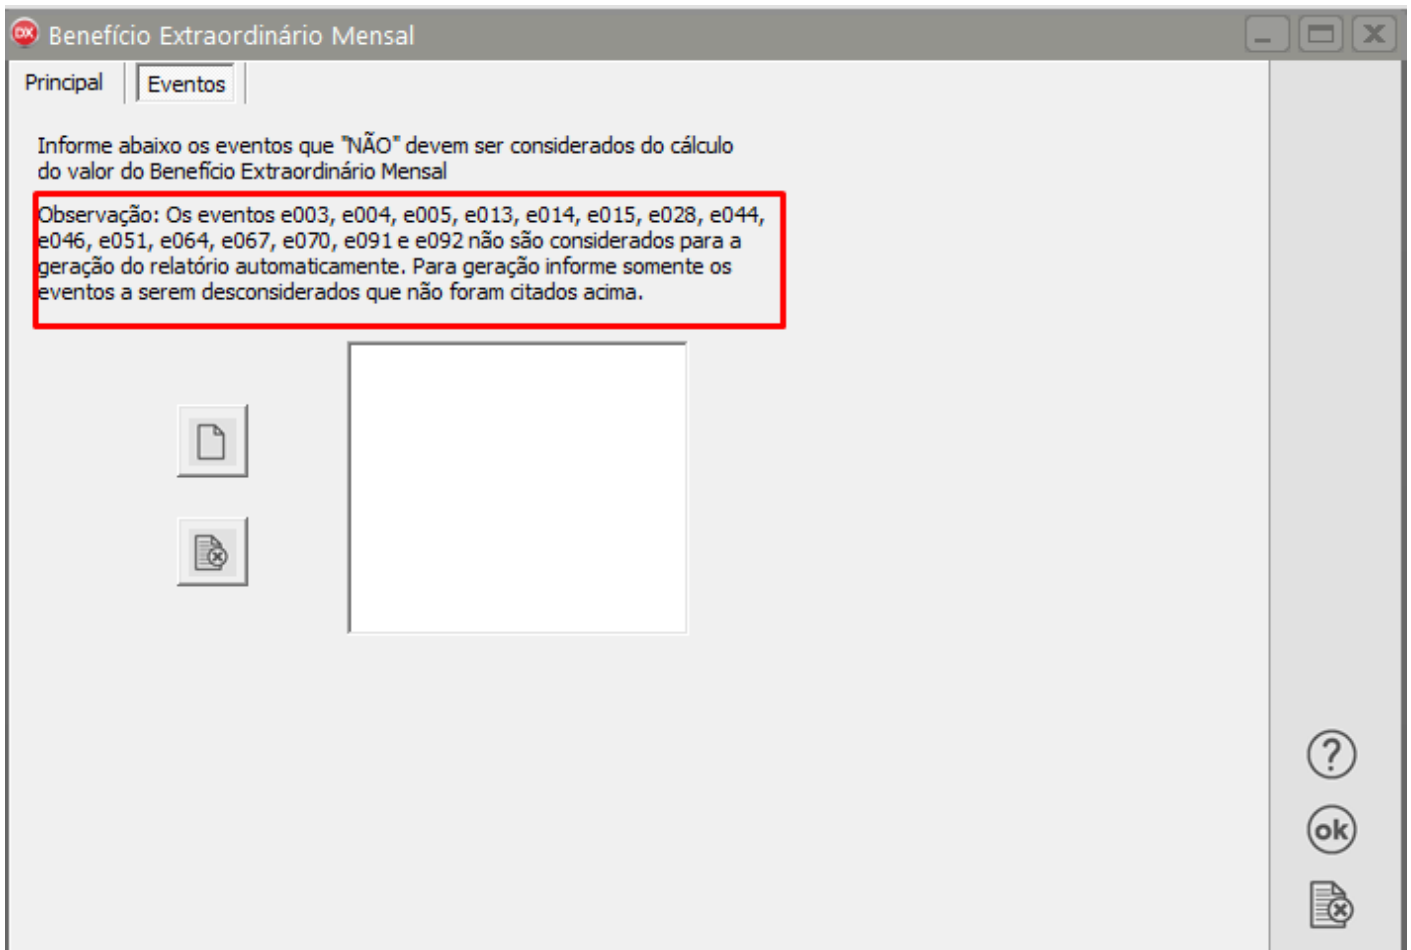 DX Benefício Extraordinário Mensal
Principal Eventos
Informe abaixo os eventos que "NÃO" devem ser considerados do cálculo
do valor do Benefício Extraordinário Mensal
Observação: Os eventos e003, e004, e005, e013, e014, e015, e028, e044,
e046, e051, e064, e067, e070, e091 e e092 não são considerados para a
geração do relatório automaticamente. Para geração informe somente os
eventos a serem desconsiderados que não foram citados acima.
?
ok